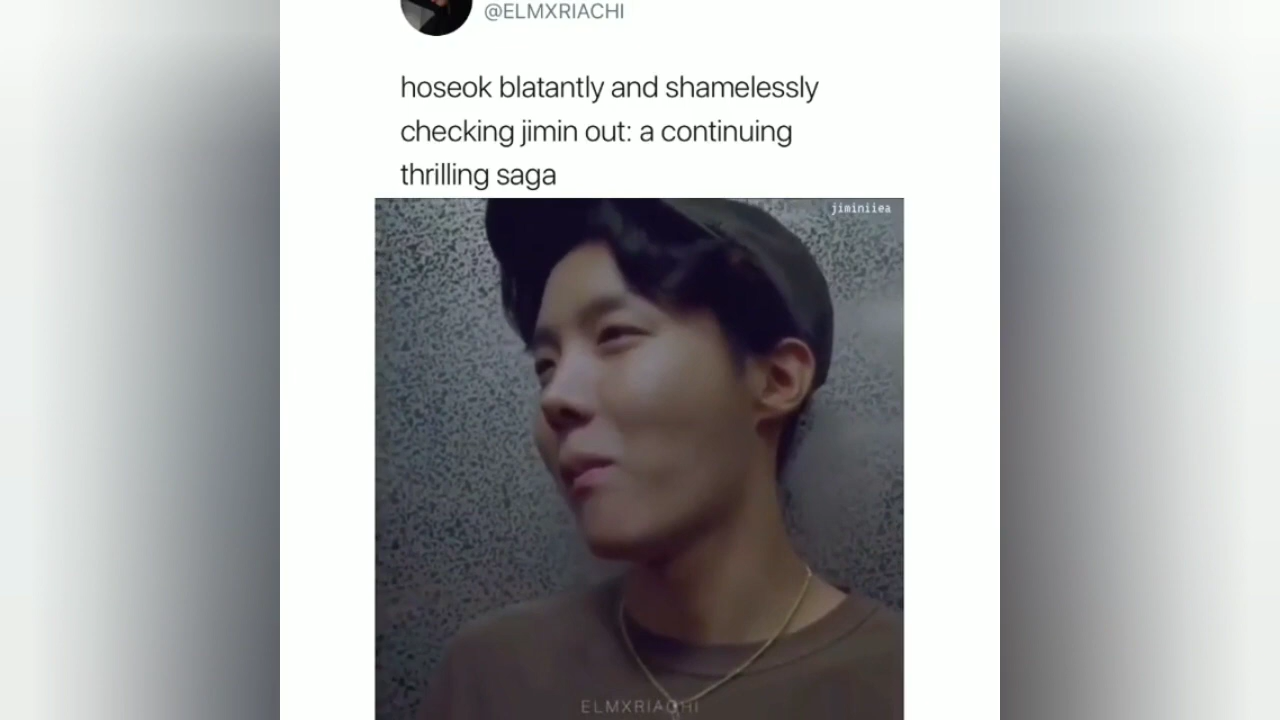 @ELMXRIACHI
hoseok blatantly and shamelessly
checking jimin out: a continuing
thrilling saga
jiminiiea
ELMXRIACHI